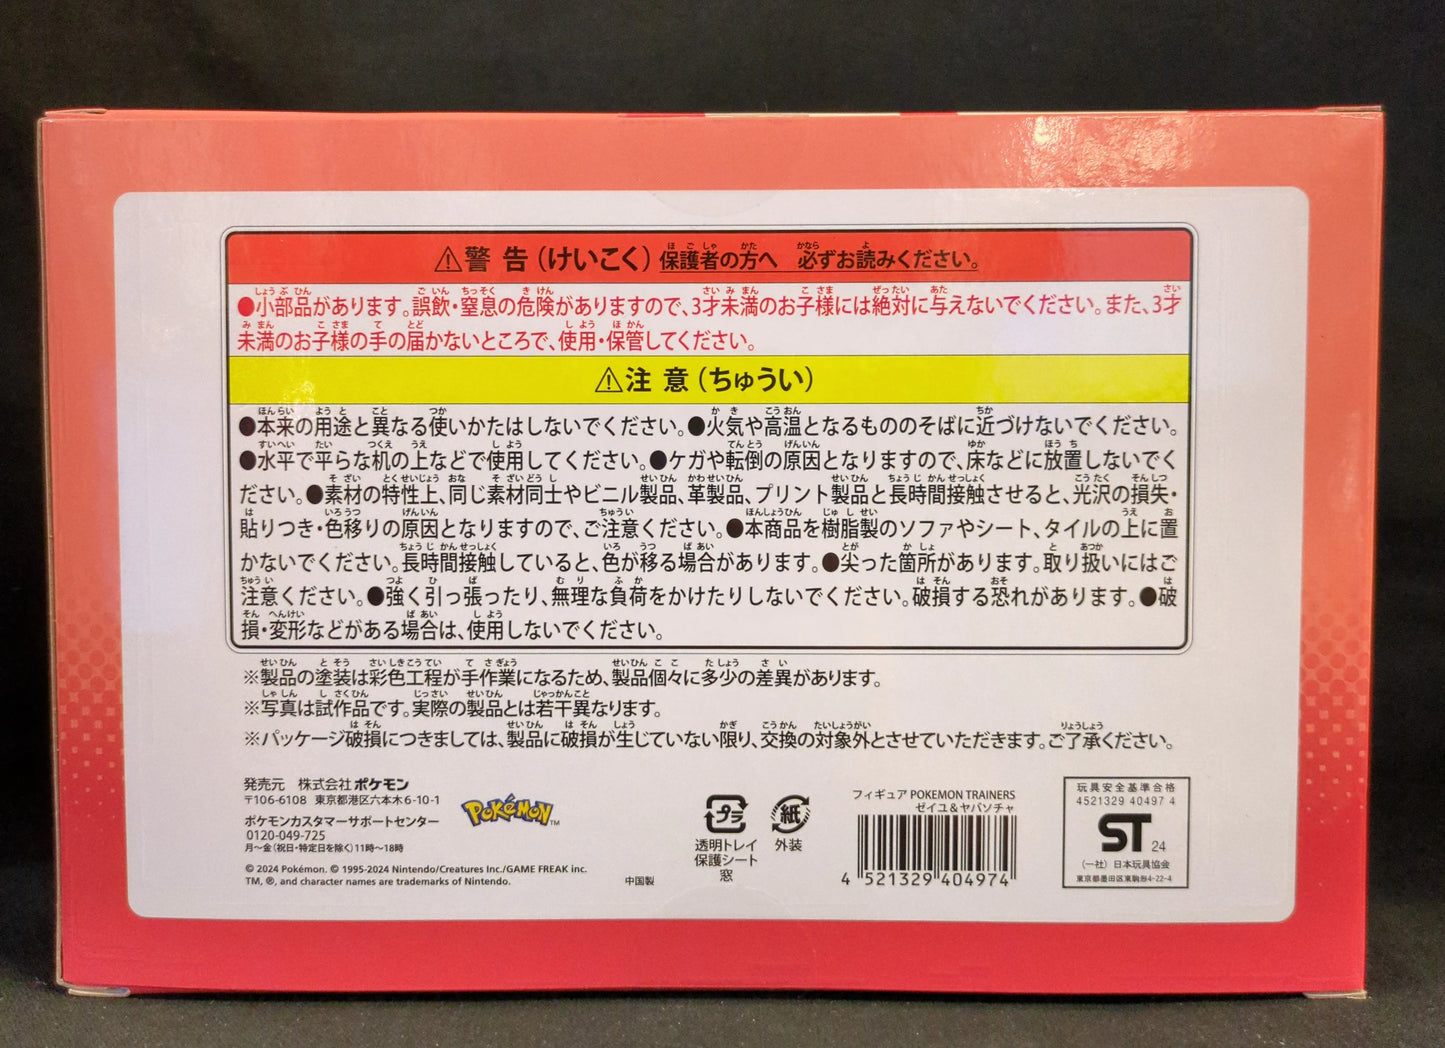 ⚠警告(けいこく) 保護者の方へ 必ずお読みください。
●小部品があります。誤飲・窒息の危険がありますので、3才未満のお子様には絶対に与えないでください。また、3才
未満のお子様の手の届かないところで、使用・保管してください。
⚠注意(ちゅうい)
●本来の用途と異なる使いかたはしないでください。●火気や高温となるもののそばに近づけないでください。
●水平で平らな机の上などで使用してください。●ケガや転倒の原因となりますので、床などに放置しないでく
ださい。●素材の特性上、同じ素材同士やビニル製品、革製品、プリント製品と長時間接触させると、光沢の損失・
貼りつき・色移りの原因となりますので、ご注意ください。●本商品を樹脂製のソファやシート、タイルの上に置
かないでください。長時間接触していると、色が移る場合があります。●尖った箇所があります。取り扱いにはご
注意ください。●強く引っ張ったり、無理な負荷をかけたりしないでください。破損する恐れがあります。●破
損・変形などがある場合は、使用しないでください。
※製品の塗装は彩色工程が手作業になるため、製品個々に多少の差異があります。
※写真は試作品です。実際の製品とは若干異なります。
※パッケージ破損につきましては、製品に破損が生じていない限り、交換の対象外とさせていただきます。ご了承ください。
発売元 株式会社ポケモン
〒106-6108 東京都港区六本木6-10-1
ポケモンカスタマーサポートセンター
0120-049-725
月~金(祝日・特定日を除く)11時~18時
©2024 Pokémon. ©1995-2024 Nintendo/Creatures Inc./GAME FREAK inc.
TM, ®, and character names are trademarks of Nintendo.
POKéMON™
中国製
プラ
透明トレイ
保護シート
窓
紙
外装
フィギュア POKEMON TRAINERS
ゼイユ&ヤバソチャ
4 521329 404974
玩具安全基準合格
4521329 40497 4
ST 24
(一社)日本玩具協会
東京都墨田区東駒形4-22-4